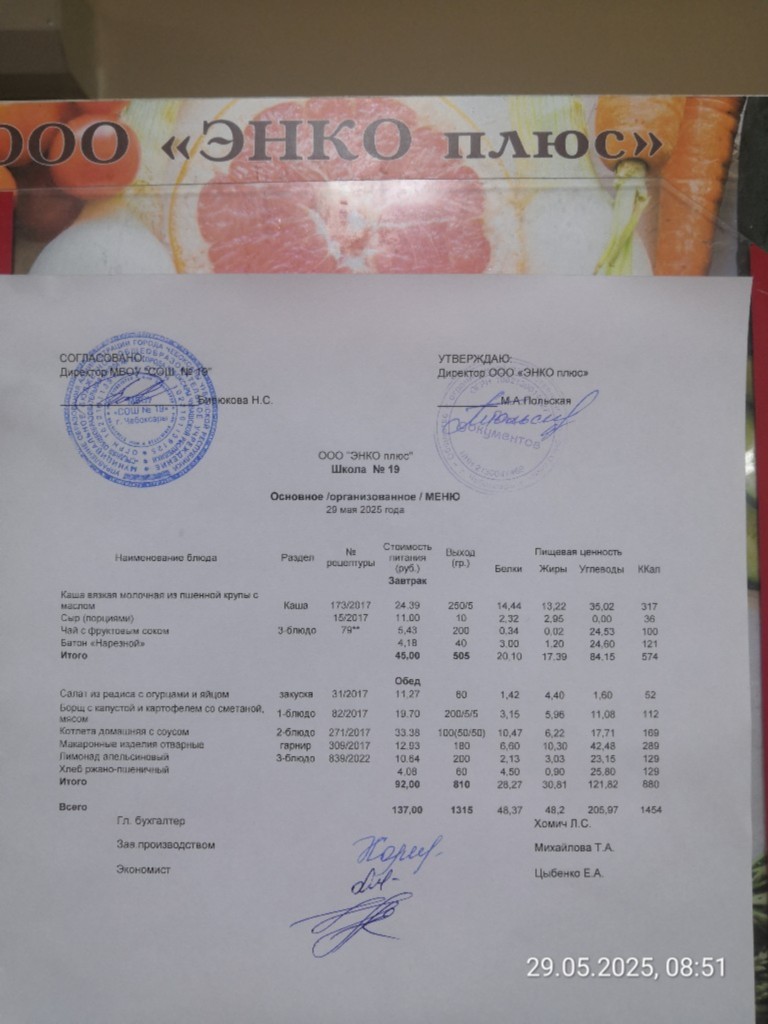 ООО «ЭНКО плюс»
СОГЛАСОВАНО:
Директор МБОУ "СОШ № 19"
Бирюкова Н.С.
«СОШ № 19»
г. Чебоксары
УТВЕРЖДАЮ:
Директор ООО «ЭНКО плюс»
М.А.Польская
Документов
ООО "ЭНКО плюс"
Школа № 19
Основное /организованное / МЕНЮ
29 мая 2025 года
Наименование блюда Раздел № рецептуры Стоимость питания (руб.) Выход (гр.) Пищевая ценность
Белки Жиры Углеводы ККал
Завтрак
Каша вязкая молочная из пшенной крупы с маслом Каша 173/2017 24,39 250/5 14,44 13,22 35,02 317
Сыр (порциями) 15/2017 11,00 10 2,32 2,95 0,00 36
Чай с фруктовым соком 3-блюдо 79** 5,43 200 0,34 0,02 24,53 100
Батон «Нарезной» 4,18 40 3,00 1,20 24,60 121
Итого 45,00 505 20,10 17,39 84,15 574
Обед
Салат из редиса с огурцами и яйцом закуска 31/2017 11,27 60 1,42 4,40 1,60 52
Борщ с капустой и картофелем со сметаной, мясом 1-блюдо 82/2017 19,70 200/5/5 3,15 5,96 11,08 112
Котлета домашняя с соусом 2-блюдо 271/2017 33,38 100(50/50) 10,47 6,22 17,71 169
Макаронные изделия отварные гарнир 309/2017 12,93 180 6,60 10,30 42,48 289
Лимонад апельсиновый 3-блюдо 839/2022 10,64 200 2,13 3,03 23,15 129
Хлеб ржано-пшеничный 4,08 60 4,50 0,90 25,80 129
Итого 92,00 810 28,27 30,81 121,82 880
Всего 137,00 1315 48,37 48,2 205,97 1454
Гл. бухгалтер Хомич Л.С.
Зав.производством Михайлова Т.А.
Экономист Цыбенко Е.А.
29.05.2025, 08:51